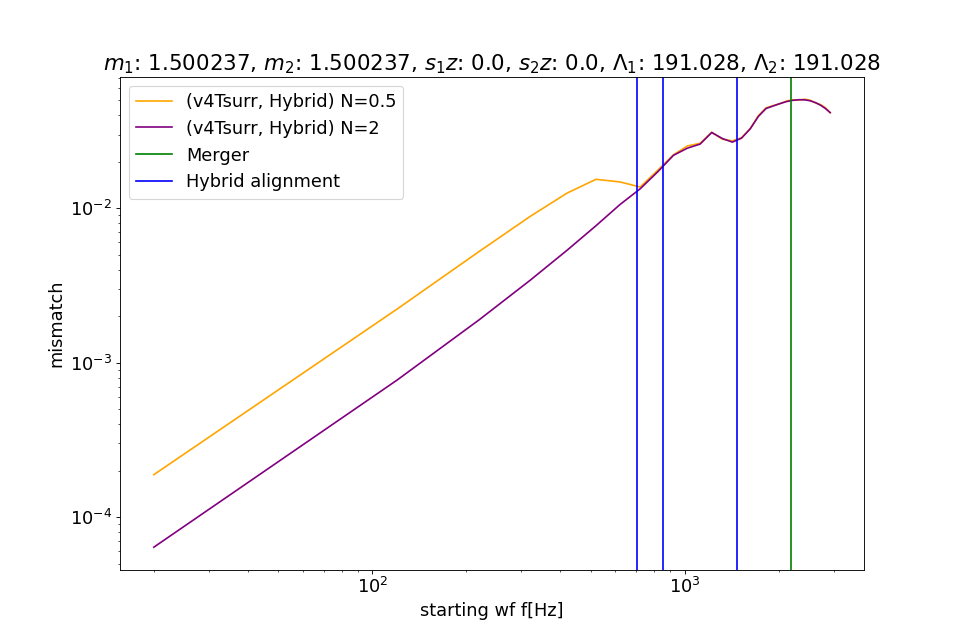 m₁: 1.500237, m₂: 1.500237, s₁z: 0.0, s₂z: 0.0, Λ₁: 191.028, Λ₂: 191.028
(v4Tsurr, Hybrid) N=0.5
(v4Tsurr, Hybrid) N=2
Merger
Hybrid alignment
10⁻²
10⁻³
10⁻⁴
mismatch
10² 10³
starting wf f[Hz]